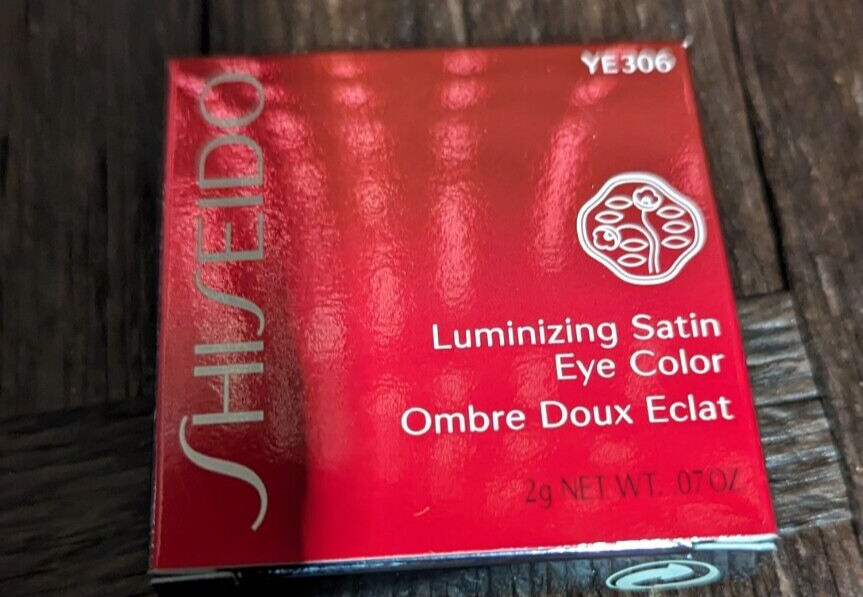 SHISEIDO
YE306
Luminizing Satin
Eye Color
Ombre Doux Eclat
2g NET WT. .07 OZ.